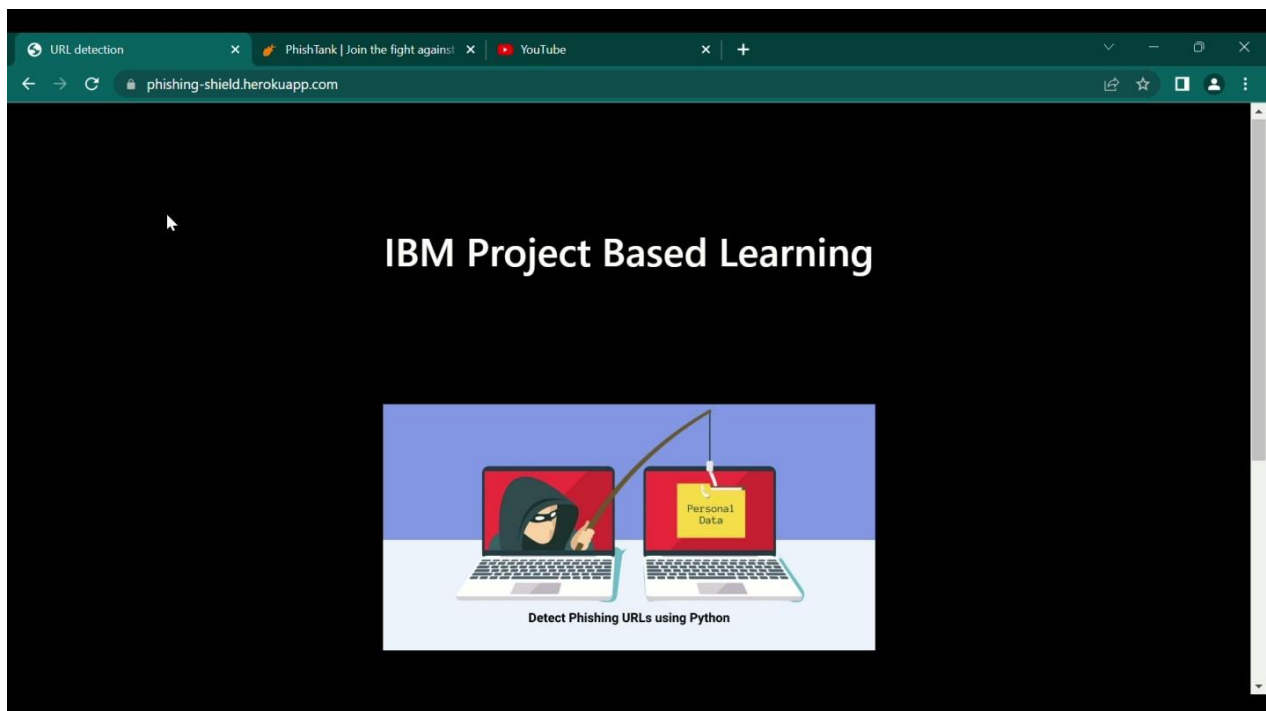 URL detection
PhishTank | Join the fight against
YouTube
phishing-shield.herokuapp.com
IBM Project Based Learning
Personal
Data
Detect Phishing URLs using Python